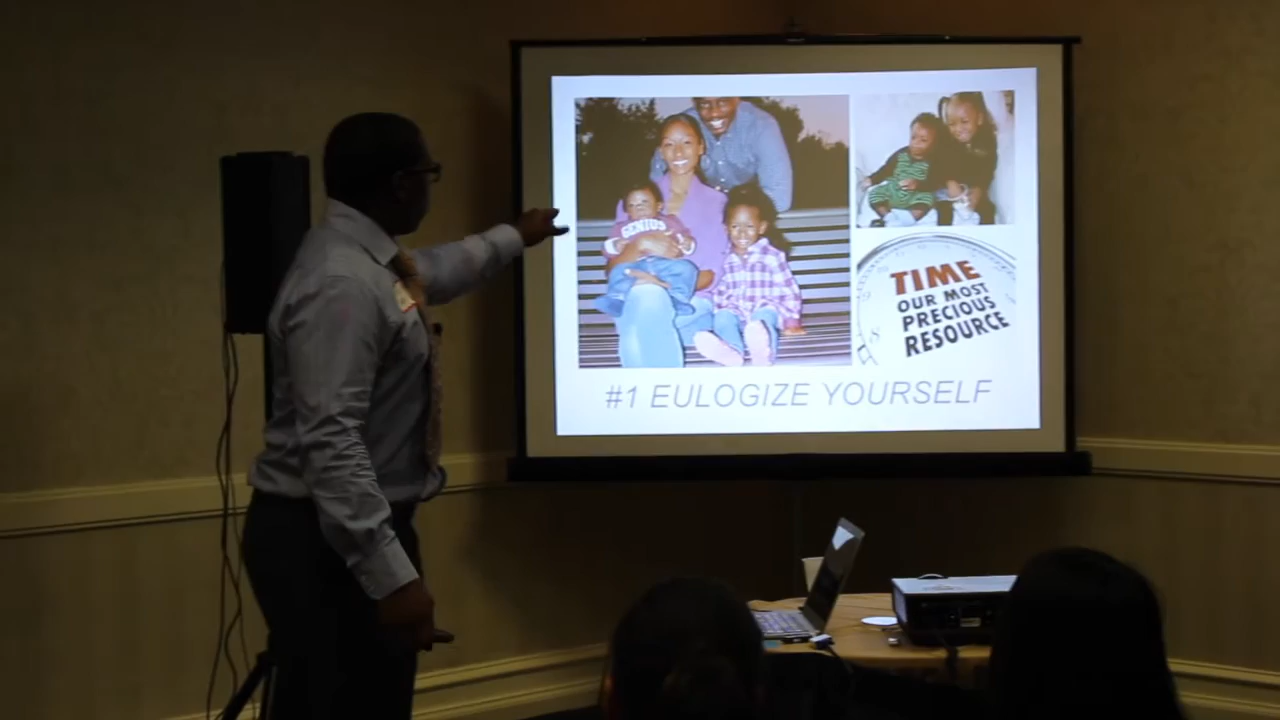 GENIUS
TIME
OUR MOST
PRECIOUS
RESOURCE
#1 EULOGIZE YOURSELF